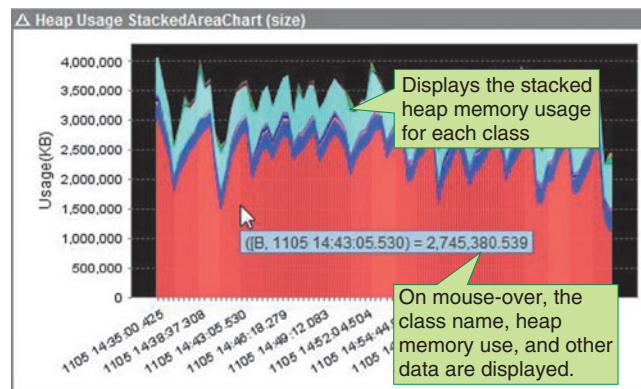 Heap Usage StackedAreaChart (size)
Usage(KB)
4,000,000
3,500,000
3,000,000
2,500,000
2,000,000
1,500,000
1,000,000
500,000
0
Displays the stacked
heap memory usage
for each class
([B, 1105 14:43:05.530) = 2,745,380.539
On mouse-over, the
class name, heap
memory use, and other
data are displayed.
1105 14:35:00.425
1105 14:38:37.308
1105 14:43:05.530
1105 14:46:18.279
1105 14:49:12.083
1105 14:52:04.504
1105 14:54:44